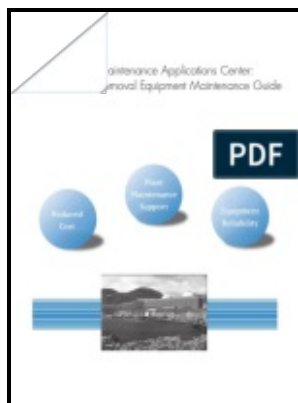 aintenance Applications Center:
moval Equipment Maintenance Guide
PDF
Reduced
Cost
Plant
Maintenance
Support
Equipment
Reliability